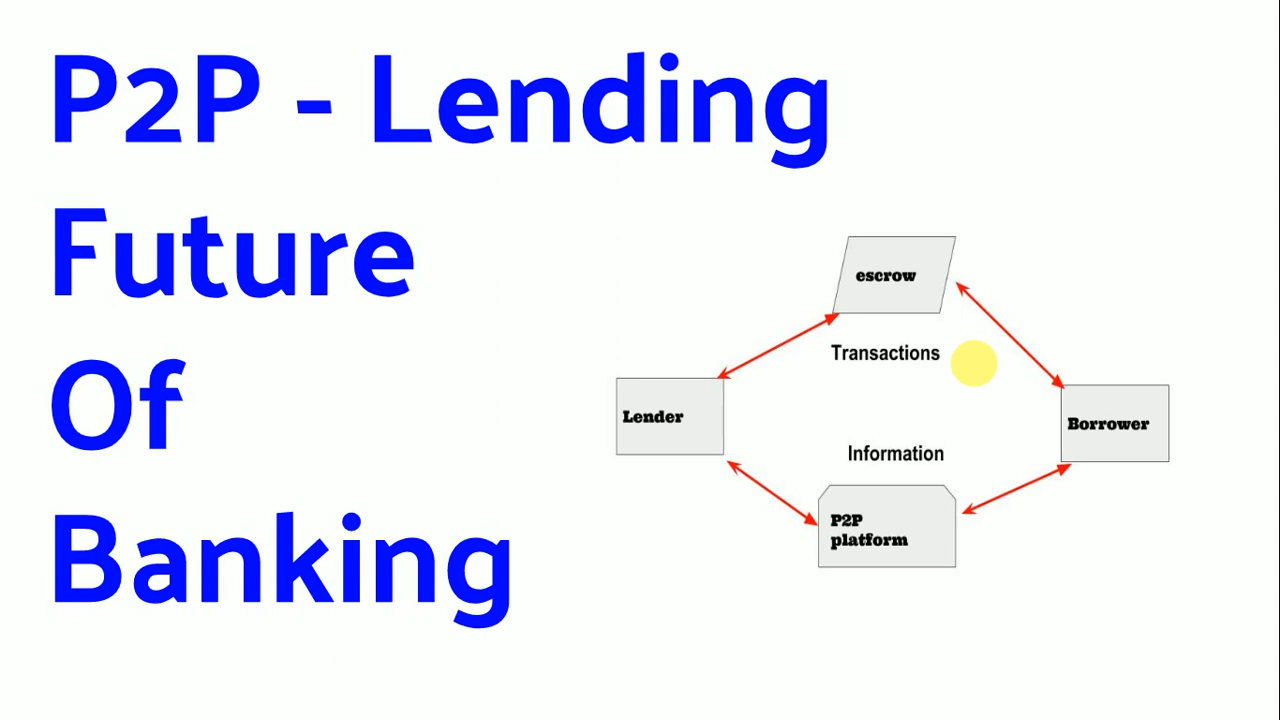 P2P - Lending
Future
Of
Banking
escrow
Transactions
Lender
Borrower
Information
P2P
platform